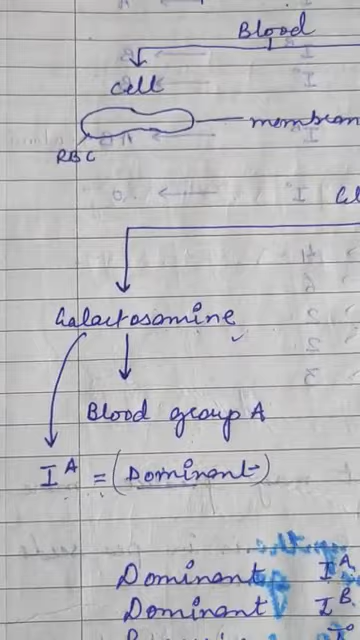 Blood
Cell
membran
RBC
Galactosamine
Blood group A
I^A = (Dominant)
Dominant I^A
Dominant I^B